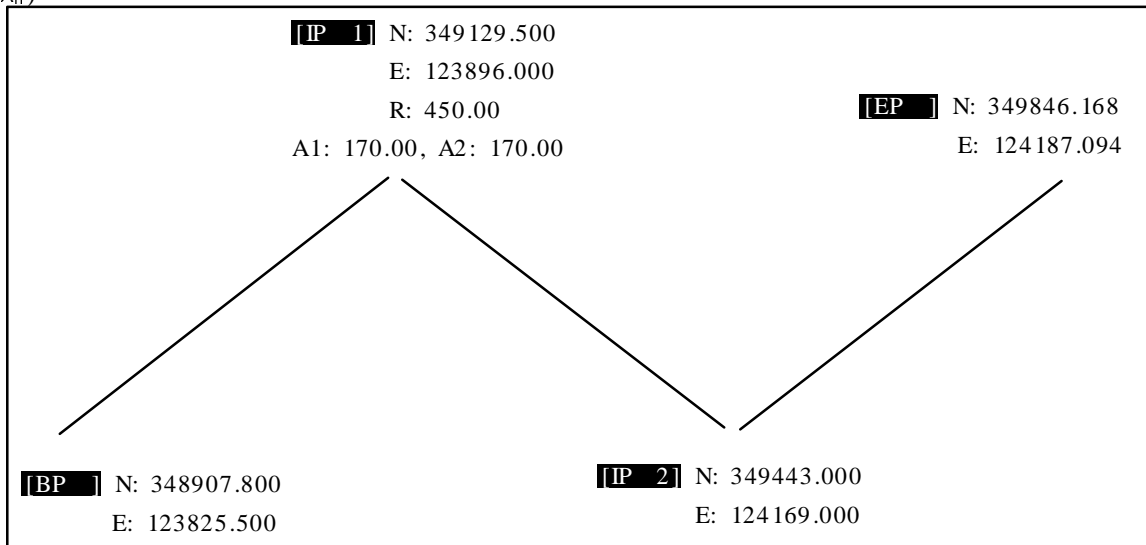 [IP 1] N: 349129.500
E: 123896.000
R: 450.00
A1: 170.00, A2: 170.00
[EP ] N: 349846.168
E: 124187.094
[BP ] N: 348907.800
E: 123825.500
[IP 2] N: 349443.000
E: 124169.000